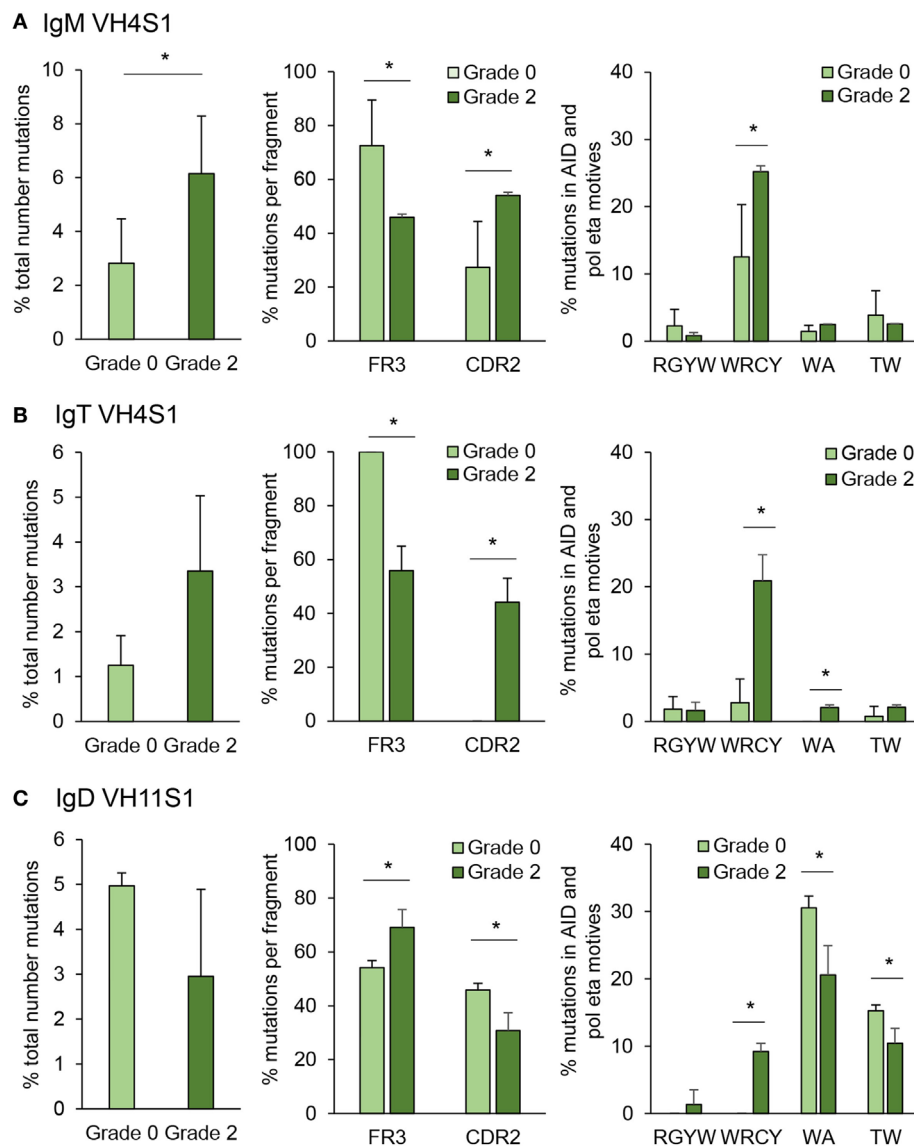 A IgM VH4S1
% total number mutations
10
8
6
4
2
0
*
Grade 0 Grade 2
% mutations per fragment
100
80
60
40
20
0
*
*
Grade 0
Grade 2
FR3 CDR2
% mutations in AID and
pol eta motives
40
30
20
10
0
*
Grade 0
Grade 2
RGYW WRCY WA TW
B IgT VH4S1
% total number mutations
6
5
4
3
2
1
0
Grade 0 Grade 2
% mutations per fragment
100
80
60
40
20
0
*
*
Grade 0
Grade 2
FR3 CDR2
% mutations in AID and
pol eta motives
40
30
20
10
0
*
*
Grade 0
Grade 2
RGYW WRCY WA TW
C IgD VH11S1
% total number mutations
6
5
4
3
2
1
0
Grade 0 Grade 2
% mutations per fragment
100
80
60
40
20
0
*
*
Grade 0
Grade 2
FR3 CDR2
% mutations in AID and
pol eta motives
40
30
20
10
0
*
*
*
Grade 0
Grade 2
RGYW WRCY WA TW